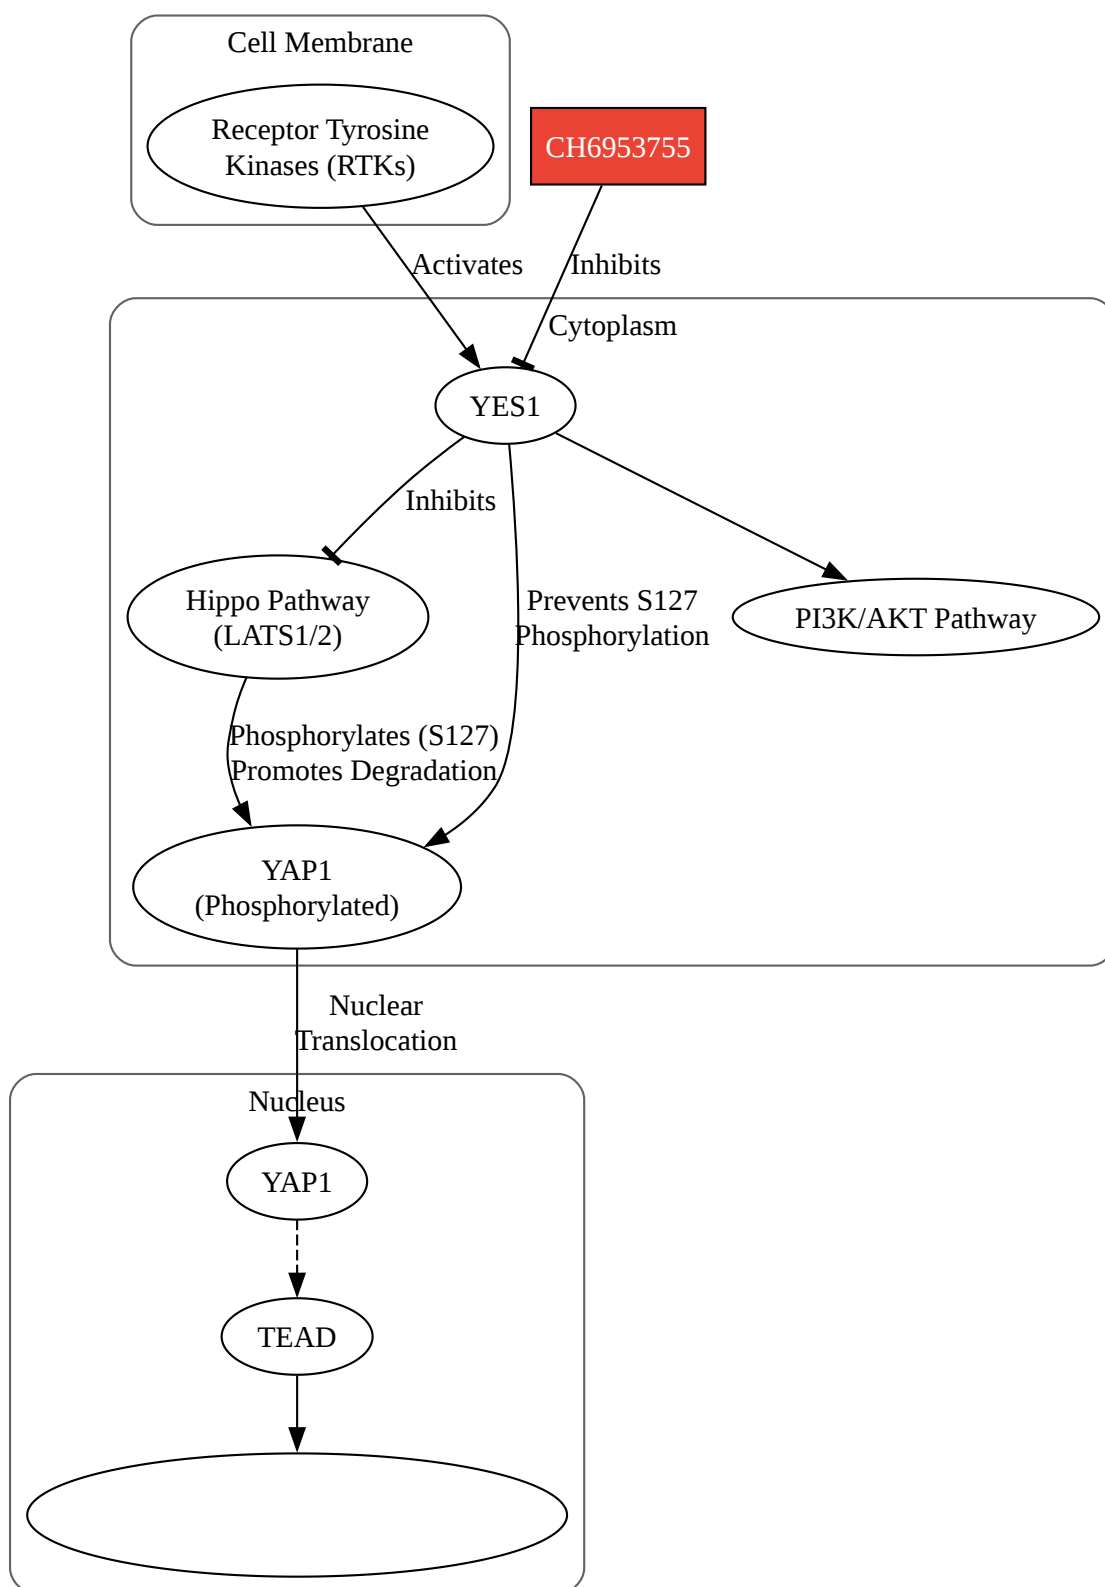 Cell Membrane
Receptor Tyrosine
Kinases (RTKs)
CH6953755
Activates
Inhibits
Cytoplasm
YES1
Inhibits
Hippo Pathway
(LATS1/2)
Prevents S127
Phosphorylation
PI3K/AKT Pathway
Phosphorylates (S127)
Promotes Degradation
YAP1
(Phosphorylated)
Nuclear
Translocation
Nucleus
YAP1
TEAD